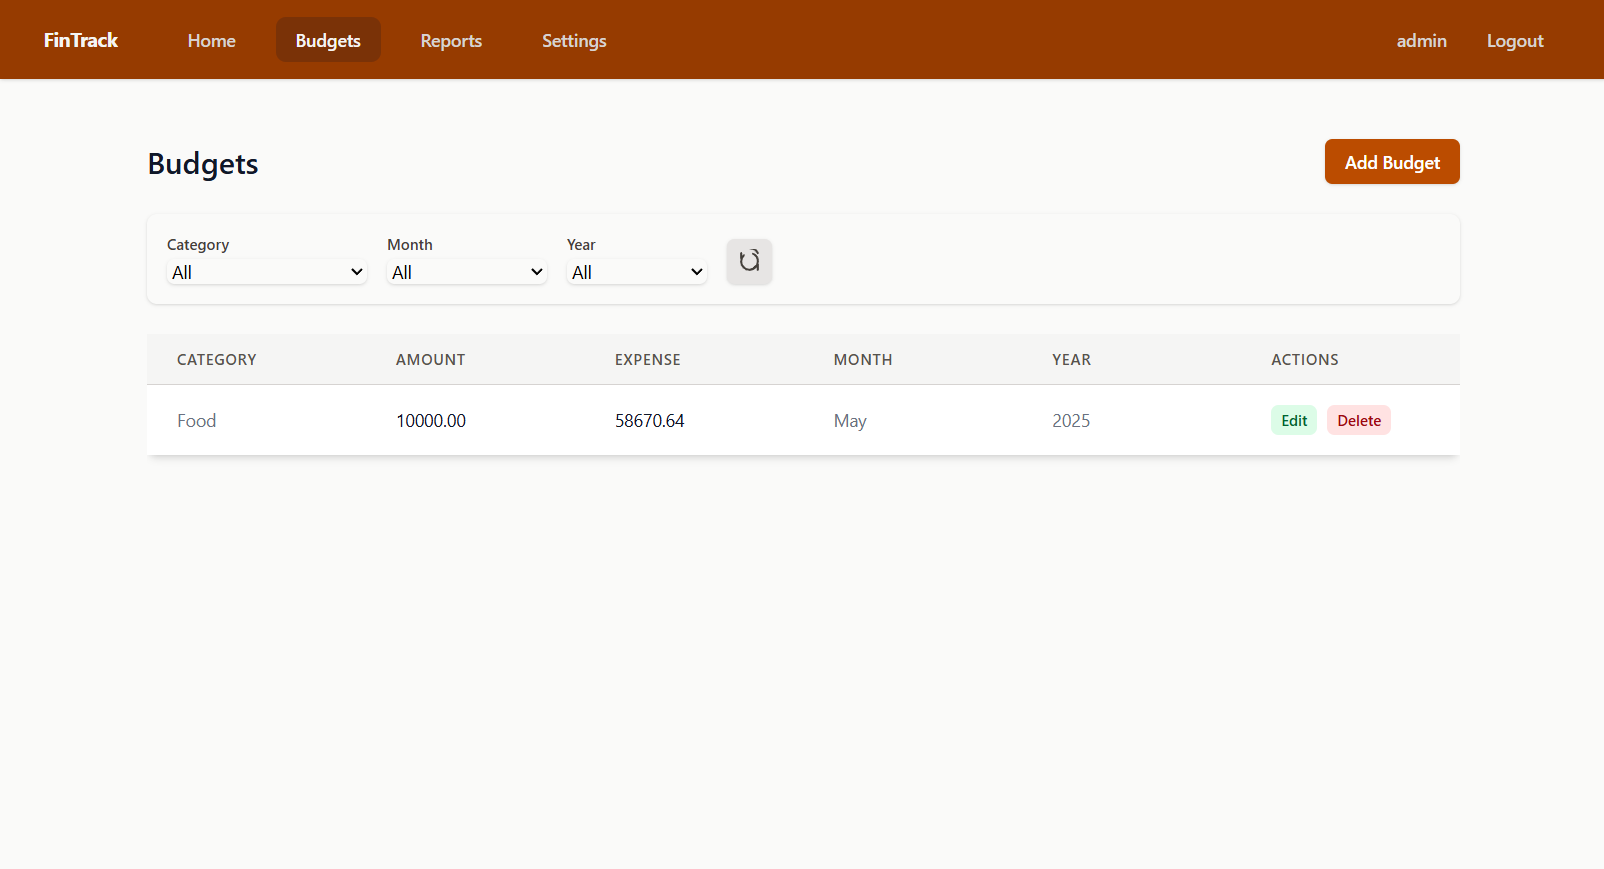 FinTrack Home Budgets Reports Settings admin Logout
Budgets Add Budget
Category Month Year
All All All
CATEGORY AMOUNT EXPENSE MONTH YEAR ACTIONS
Food 10000.00 58670.64 May 2025 Edit Delete